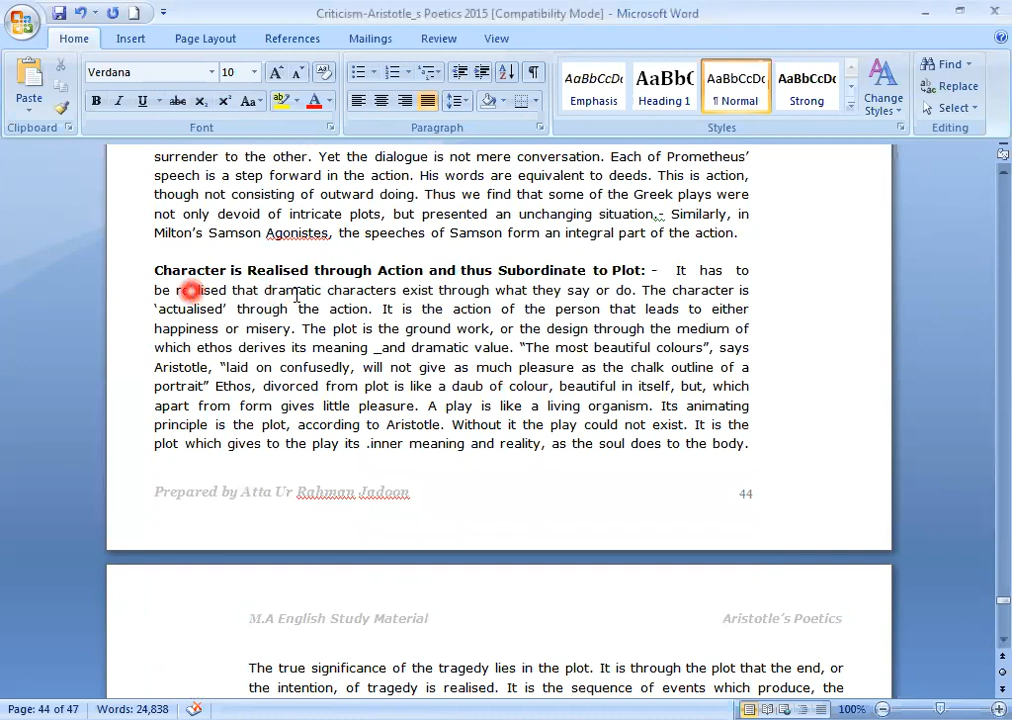 Criticism-Aristotle_s Poetics 2015 [Compatibility Mode] - Microsoft Word
Home Insert Page Layout References Mailings Review View
Paste
Clipboard
Verdana 10
B I U abc X₂ X² Aa A
Font
Paragraph
AaBbCcDc AaBbC AaBbCcDc AaBbCcDc
Emphasis Heading 1 ¶ Normal Strong
Styles
Change
Styles
Find
Replace
Select
Editing
surrender to the other. Yet the dialogue is not mere conversation. Each of Prometheus’
speech is a step forward in the action. His words are equivalent to deeds. This is action,
though not consisting of outward doing. Thus we find that some of the Greek plays were
not only devoid of intricate plots, but presented an unchanging situation.- Similarly, in
Milton’s Samson Agonistes, the speeches of Samson form an integral part of the action.
Character is Realised through Action and thus Subordinate to Plot: - It has to
be realised that dramatic characters exist through what they say or do. The character is
‘actualised’ through the action. It is the action of the person that leads to either
happiness or misery. The plot is the ground work, or the design through the medium of
which ethos derives its meaning _and dramatic value. “The most beautiful colours”, says
Aristotle, “laid on confusedly, will not give as much pleasure as the chalk outline of a
portrait” Ethos, divorced from plot is like a daub of colour, beautiful in itself, but, which
apart from form gives little pleasure. A play is like a living organism. Its animating
principle is the plot, according to Aristotle. Without it the play could not exist. It is the
plot which gives to the play its .inner meaning and reality, as the soul does to the body.
Prepared by Atta Ur Rahman Jadoon 44
M.A English Study Material Aristotle’s Poetics
The true significance of the tragedy lies in the plot. It is through the plot that the end, or
the intention, of tragedy is realised. It is the sequence of events which produce, the
Page: 44 of 47 Words: 24,838 100%